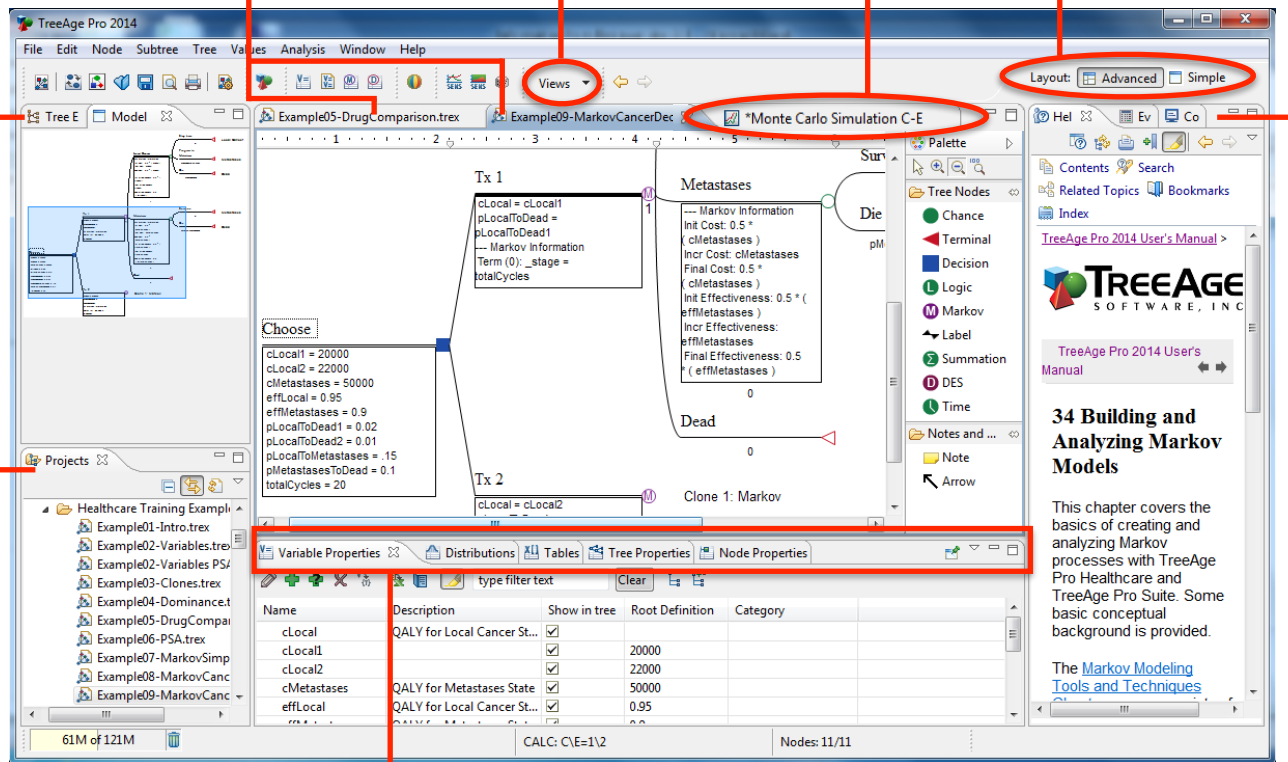 TreeAge Pro 2014
File Edit Node Subtree Tree Values Analysis Window Help
Views
Layout: Advanced Simple
Tree E Model
Example05-DrugComparison.trex
Example09-MarkovCancerDec
*Monte Carlo Simulation C-E
Hel Ev Co
1 2 3 4 5
Choose
cLocal1 = 20000
cLocal2 = 22000
cMetastases = 50000
effLocal = 0.95
effMetastases = 0.9
pLocalToDead1 = 0.02
pLocalToDead2 = 0.01
pLocalToMetastases = .15
pMetastasesToDead = 0.1
totalCycles = 20
Tx 1
cLocal = cLocal1
pLocalToDead =
pLocalToDead1
--- Markov Information
Term (0): _stage =
totalCycles
M
1
Metastases
--- Markov Information
Init Cost: 0.5 *
( cMetastases )
Incr Cost: cMetastases
Final Cost: 0.5 *
( cMetastases )
Init Effectiveness: 0.5 * (
effMetastases )
Incr Effectiveness:
effMetastases
Final Effectiveness: 0.5
* ( effMetastases )
0
Dead
0
Surv
Die
pM
Tx 2
cLocal = cLocal2
M
Clone 1: Markov
Palette
Tree Nodes
Chance
Terminal
Decision
Logic
Markov
Label
Summation
DES
Time
Notes and ...
Note
Arrow
Contents Search
Related Topics Bookmarks
Index
TreeAge Pro 2014 User's Manual >
TREEAGE
SOFTWARE, INC
TreeAge Pro 2014 User's
Manual
34 Building and
Analyzing Markov
Models
This chapter covers the
basics of creating and
analyzing Markov
processes with TreeAge
Pro Healthcare and
TreeAge Pro Suite. Some
basic conceptual
background is provided.
The Markov Modeling
Tools and Techniques
Projects
Healthcare Training Example
Example01-Intro.trex
Example02-Variables.trex
Example02-Variables PSA
Example03-Clones.trex
Example04-Dominance.t
Example05-DrugCompar
Example06-PSA.trex
Example07-MarkovSimp
Example08-MarkovCanc
Example09-MarkovCanc
Variable Properties Distributions Tables Tree Properties Node Properties
type filter text Clear
Name Description Show in tree Root Definition Category
cLocal QALY for Local Cancer St...
cLocal1 20000
cLocal2 22000
cMetastases QALY for Metastases State 50000
effLocal QALY for Local Cancer St... 0.95
61M of 121M
CALC: C\E=1\2
Nodes: 11/11